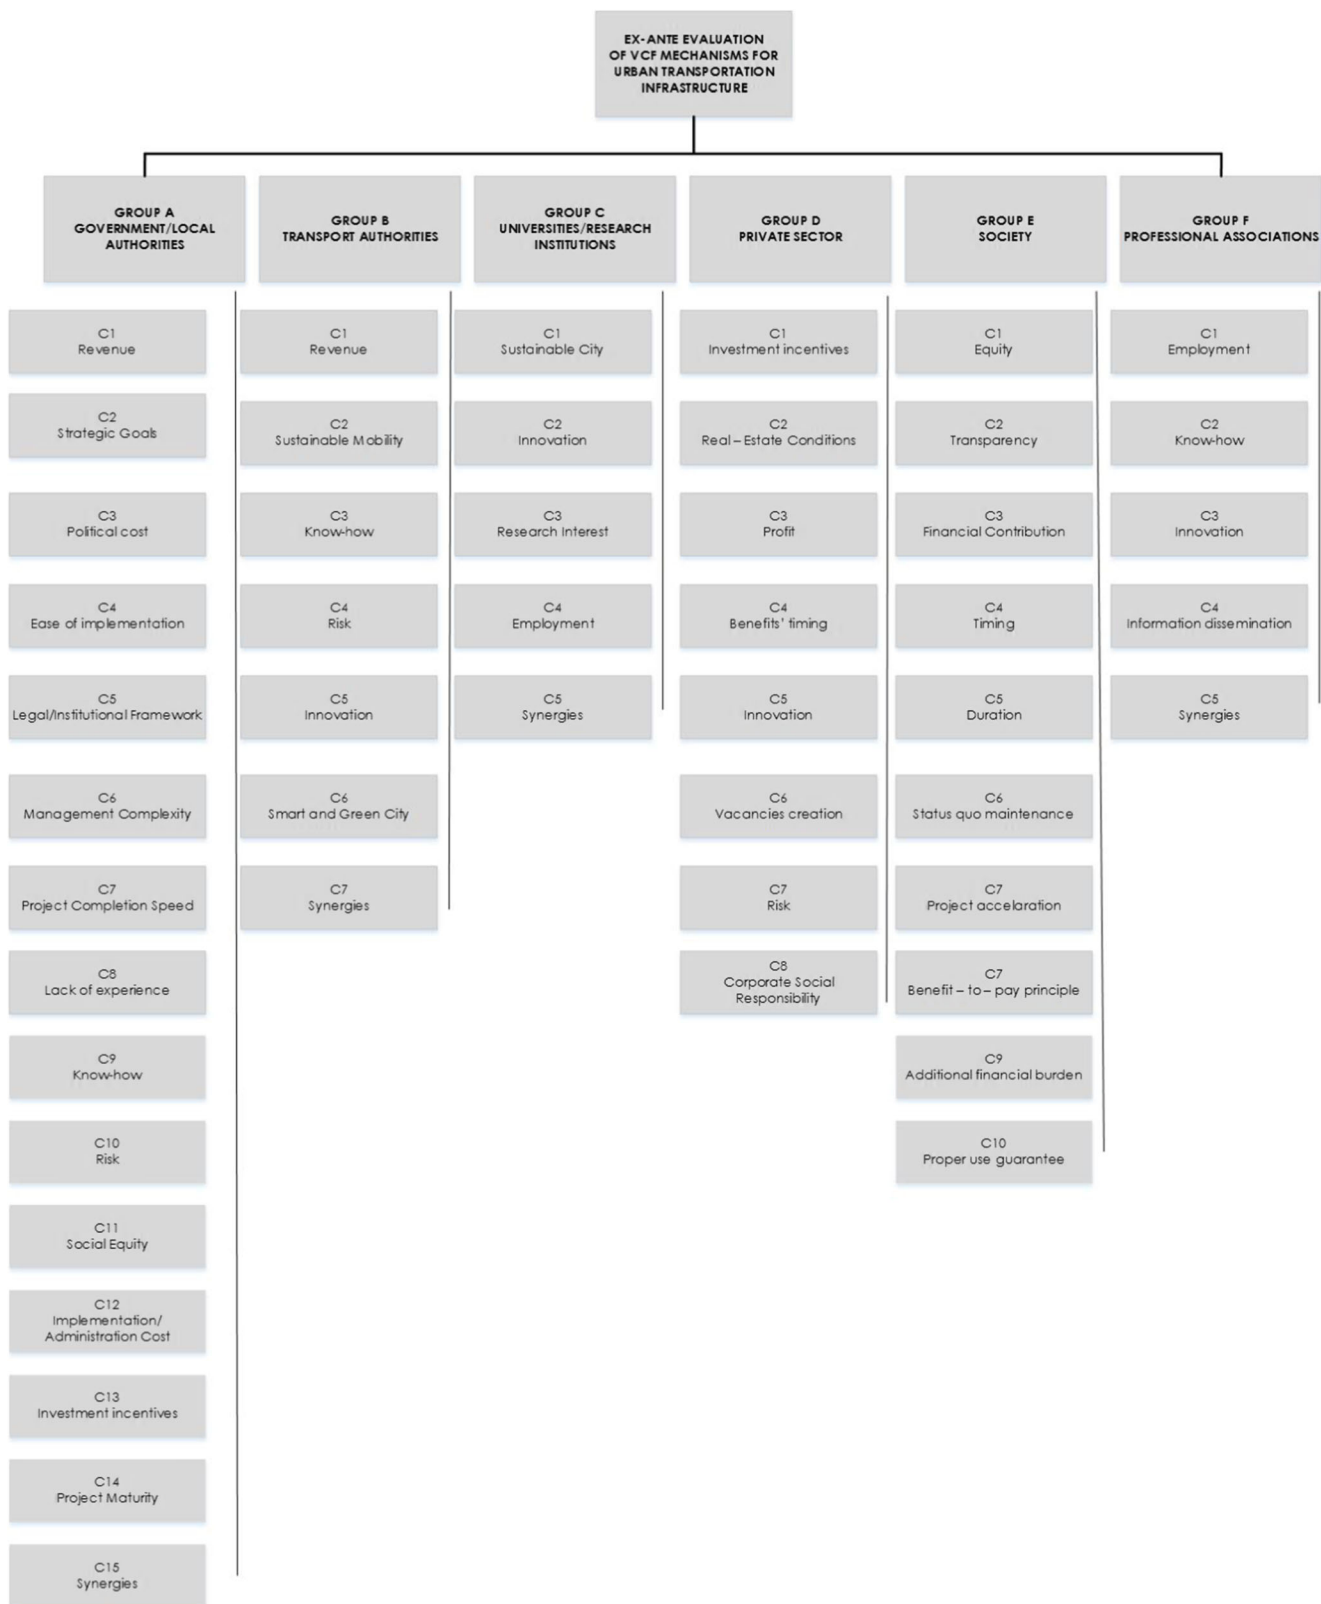 EX-ANTE EVALUATION
OF VCF MECHANISMS FOR
URBAN TRANSPORTATION
INFRASTRUCTURE
GROUP A
GOVERNMENT/LOCAL
AUTHORITIES
GROUP B
TRANSPORT AUTHORITIES
GROUP C
UNIVERSITIES/RESEARCH
INSTITUTIONS
GROUP D
PRIVATE SECTOR
GROUP E
SOCIETY
GROUP F
PROFESSIONAL ASSOCIATIONS
C1
Revenue
C2
Strategic Goals
C3
Political cost
C4
Ease of implementation
C5
Legal/Institutional Framework
C6
Management Complexity
C7
Project Completion Speed
C8
Lack of experience
C9
Know-how
C10
Risk
C11
Social Equity
C12
Implementation/
Administration Cost
C13
Investment incentives
C14
Project Maturity
C15
Synergies
C1
Revenue
C2
Sustainable Mobility
C3
Know-how
C4
Risk
C5
Innovation
C6
Smart and Green City
C7
Synergies
C1
Sustainable City
C2
Innovation
C3
Research Interest
C4
Employment
C5
Synergies
C1
Investment incentives
C2
Real – Estate Conditions
C3
Profit
C4
Benefits’ timing
C5
Innovation
C6
Vacancies creation
C7
Risk
C8
Corporate Social
Responsibility
C1
Equity
C2
Transparency
C3
Financial Contribution
C4
Timing
C5
Duration
C6
Status quo maintenance
C7
Project accelaration
C7
Benefit – to – pay principle
C9
Additional financial burden
C10
Proper use guarantee
C1
Employment
C2
Know-how
C3
Innovation
C4
Information dissemination
C5
Synergies